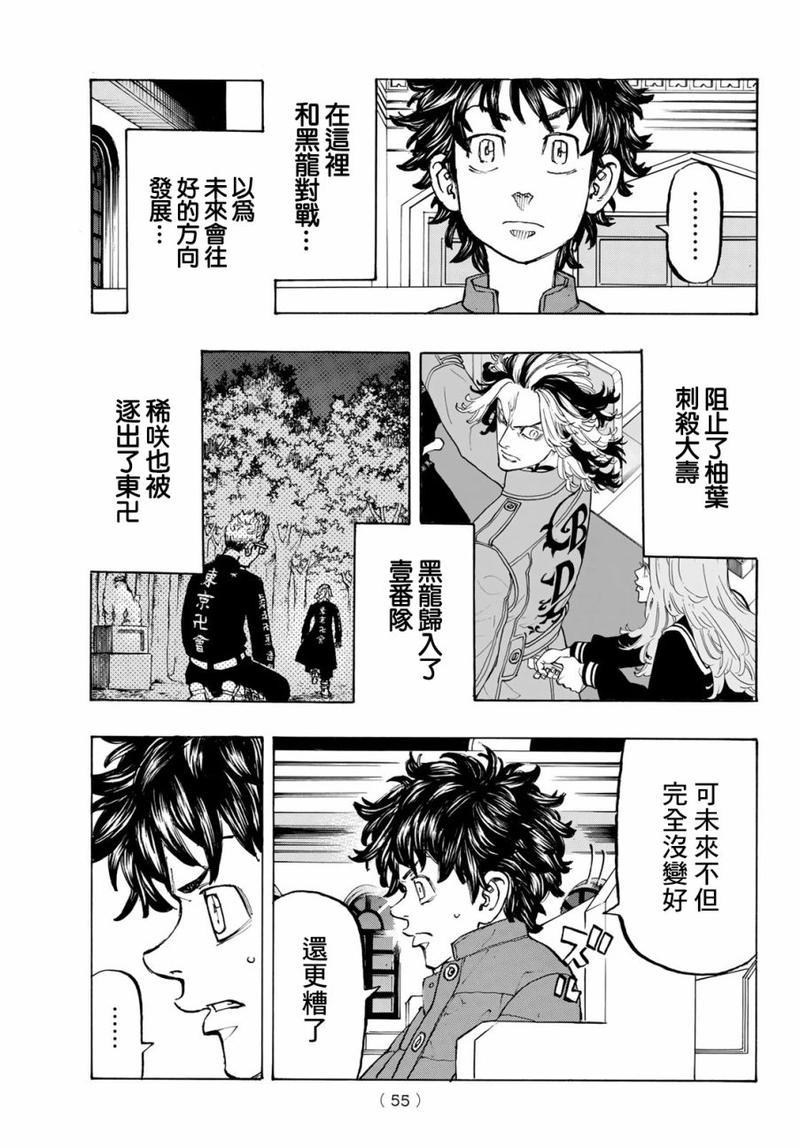 ………
在這裡
和黑龍對戰…
以為
未來會往
好的方向
發展…
阻止了柚葉
刺殺大壽
黑龍歸入了
壹番隊
稀咲也被
逐出了東卍
東京卍會
可未來不但
完全沒變好
ズズ
還更糟了
……
( 55 )